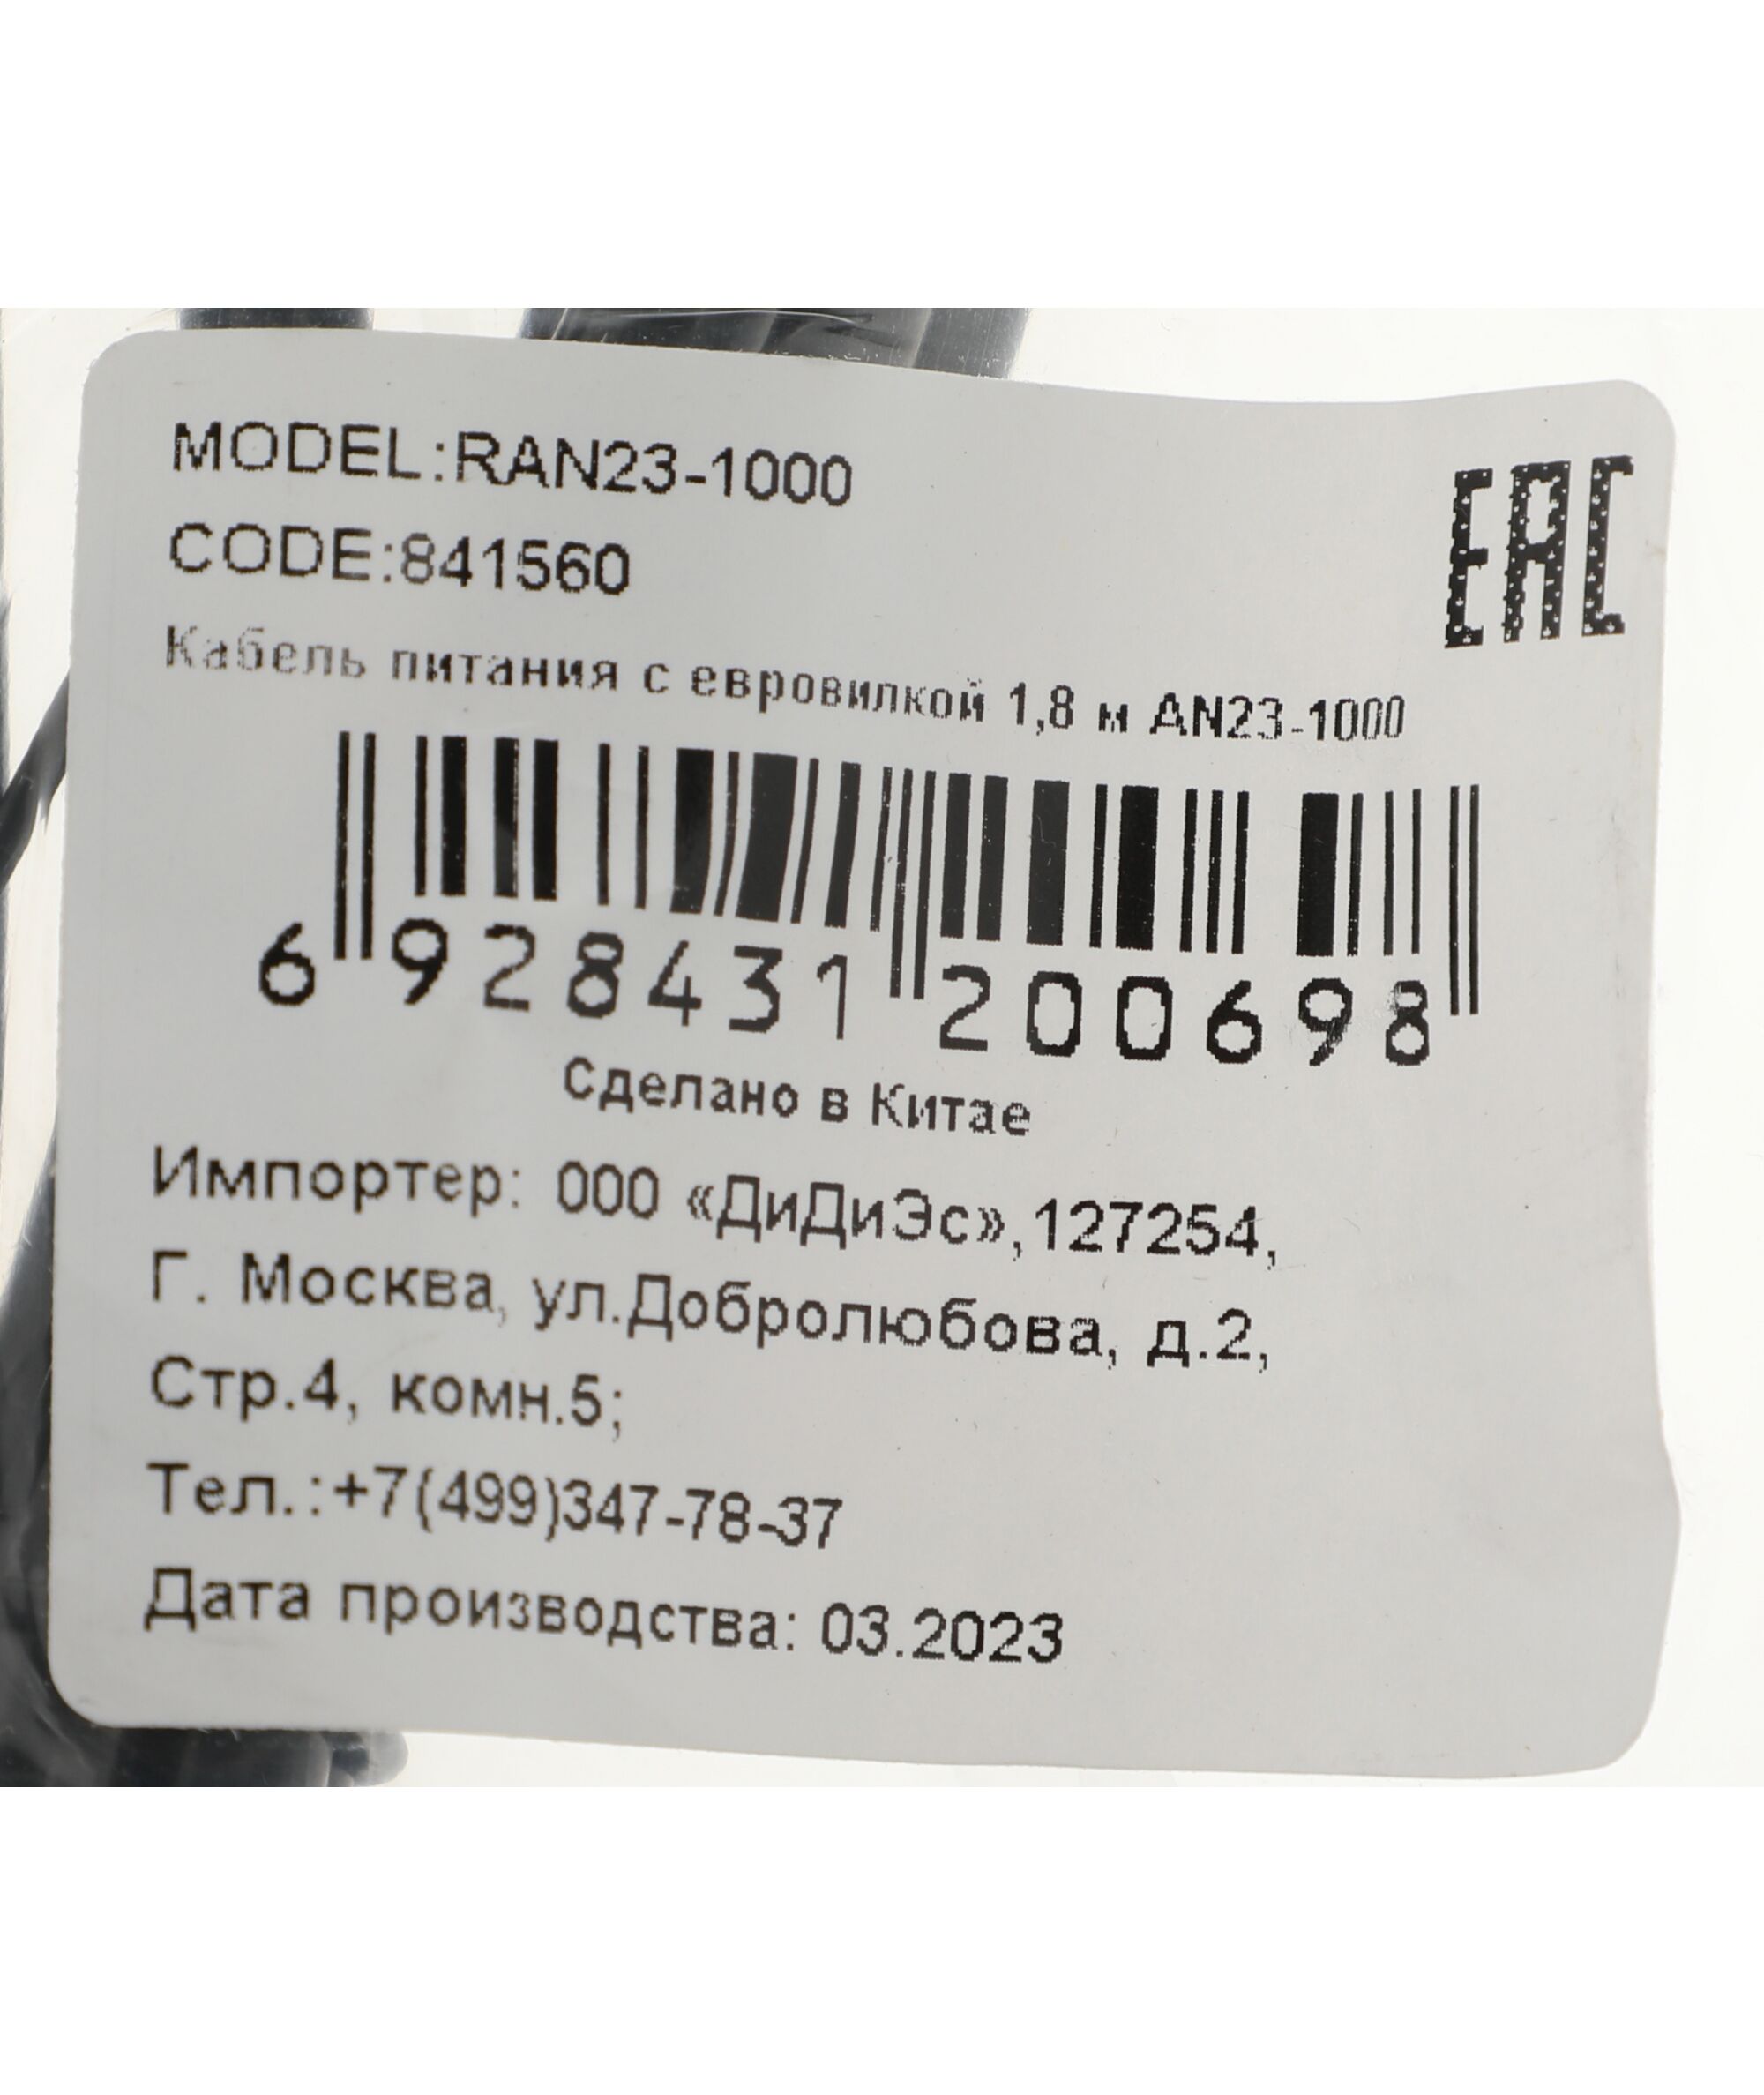 MODEL:RAN23-1000
EAC
CODE:841560
Кабель питания с евровилкой 1,8 м AN23-1000
6 928431 200698
Сделано в Китае
Импортер: ООО «ДиДиЭс»,127254,
Г. Москва, ул.Добролюбова, д.2,
Стр.4, комн.5;
Тел.:+7(499)347-78-37
Дата производства: 03.2023